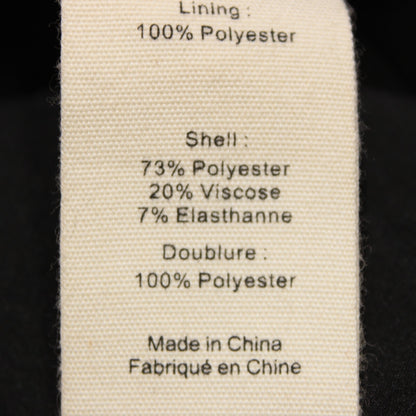 Lining :
100% Polyester
Shell :
73% Polyester
20% Viscose
7% Elasthanne
Doublure :
100% Polyester
Made in China
Fabriqué en Chine